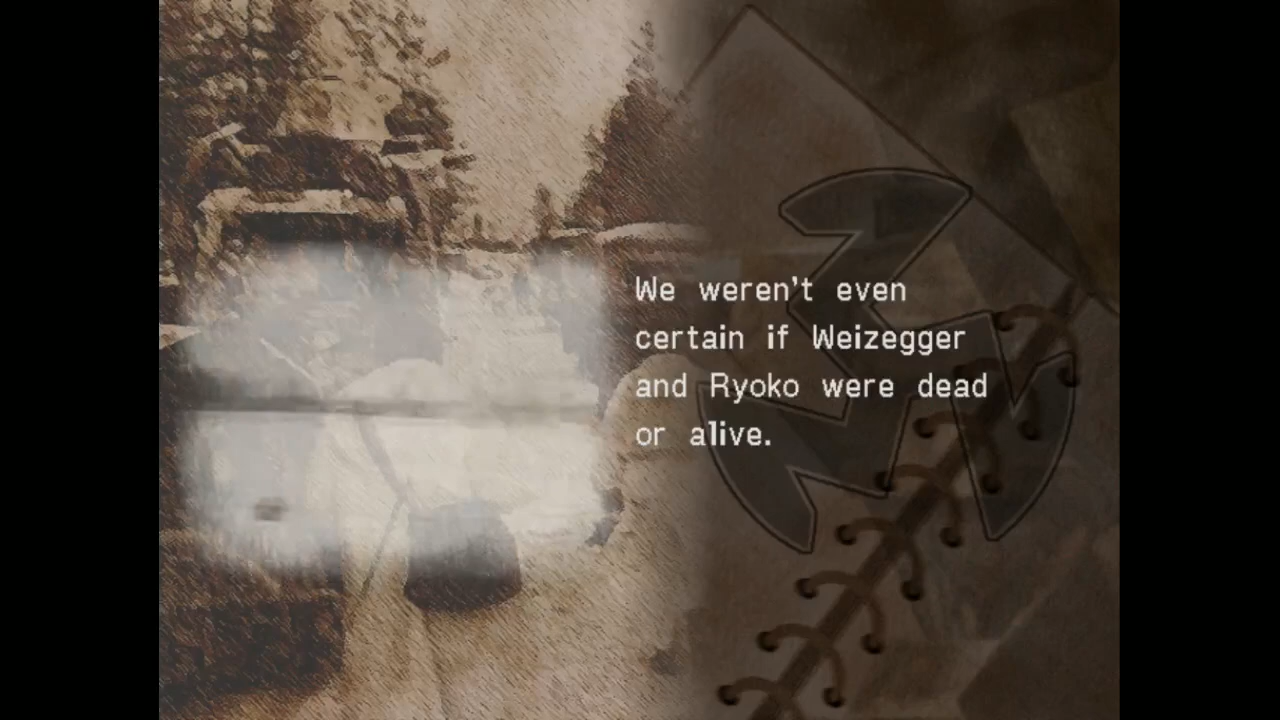 We weren't even
certain if Weizegger
and Ryoko were dead
or alive.